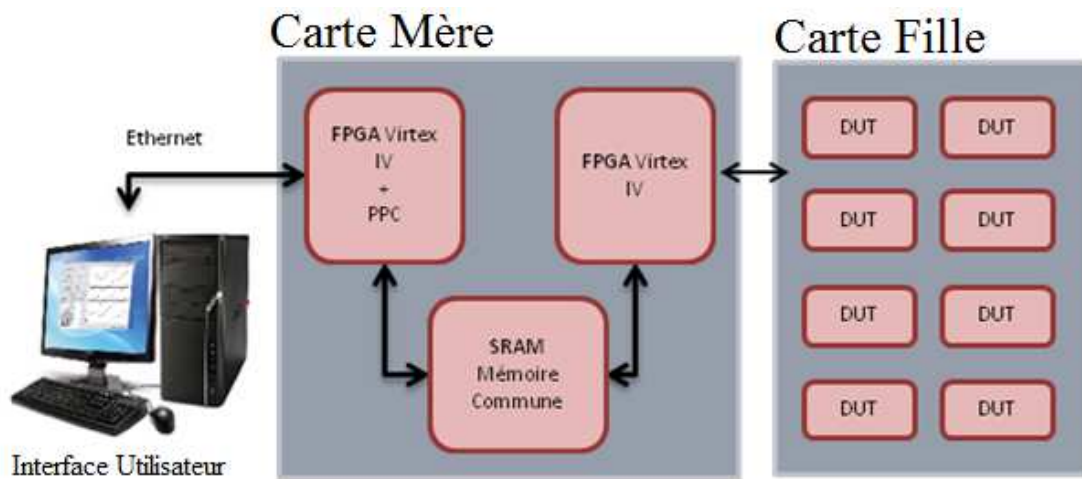 Carte Mère
Carte Fille
Ethernet
FPGA Virtex
IV
+
PPC
FPGA Virtex
IV
SRAM
Mémoire
Commune
DUT
DUT
DUT
DUT
DUT
DUT
DUT
DUT
Interface Utilisateur